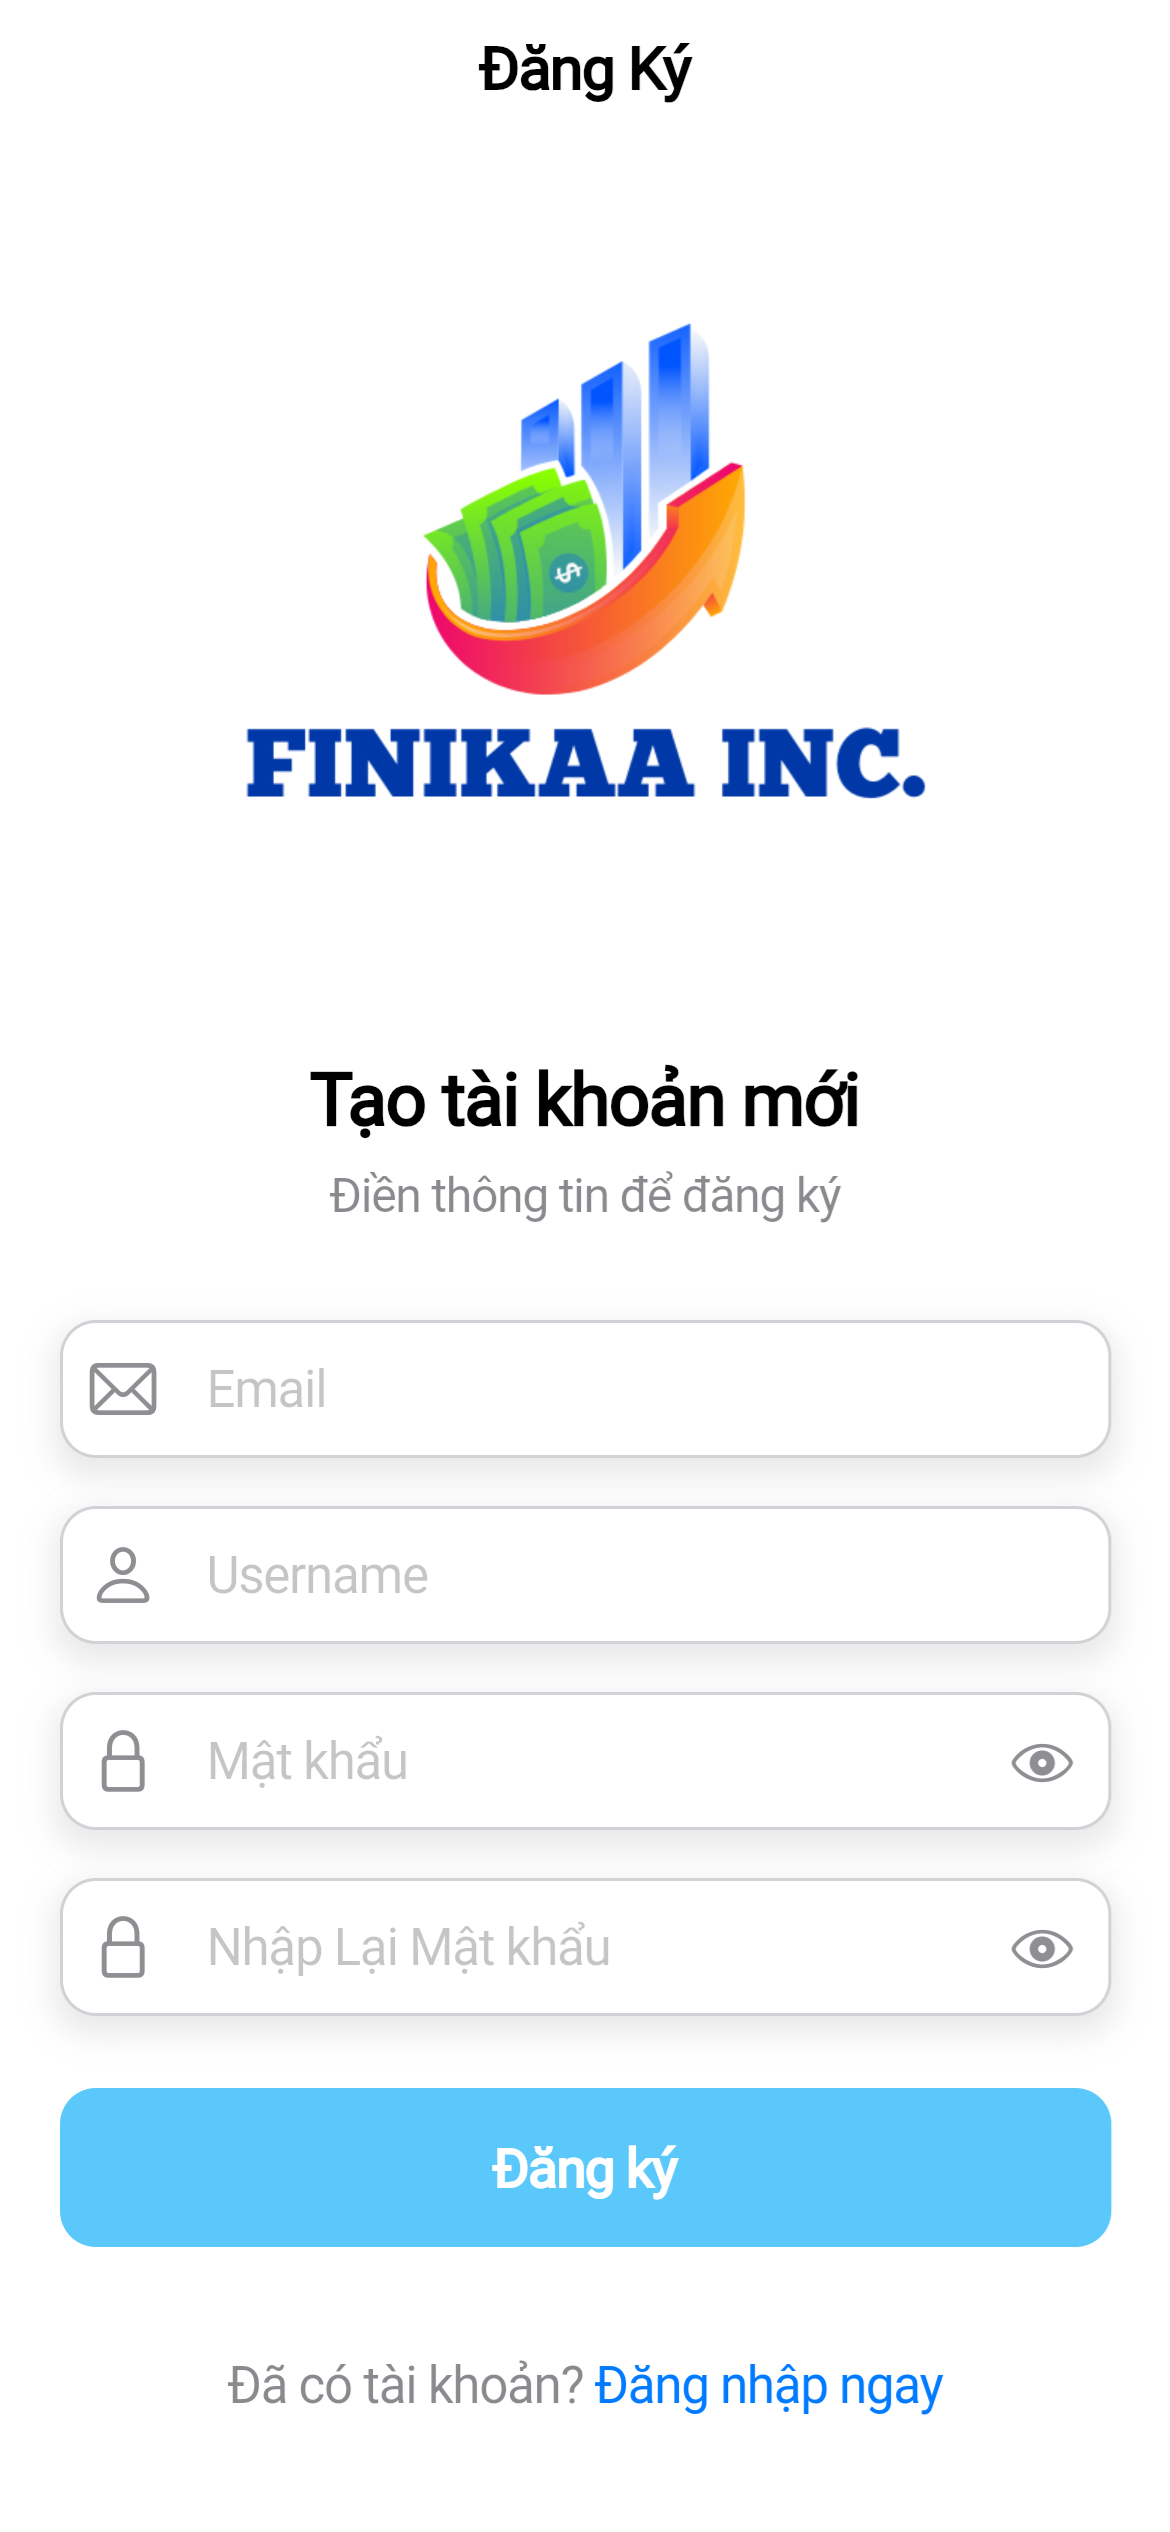 Đăng Ký
FINIKAA INC.
Tạo tài khoản mới
Điền thông tin để đăng ký
Email
Username
Mật khẩu
Nhập Lại Mật khẩu
Đăng ký
Đã có tài khoản? Đăng nhập ngay